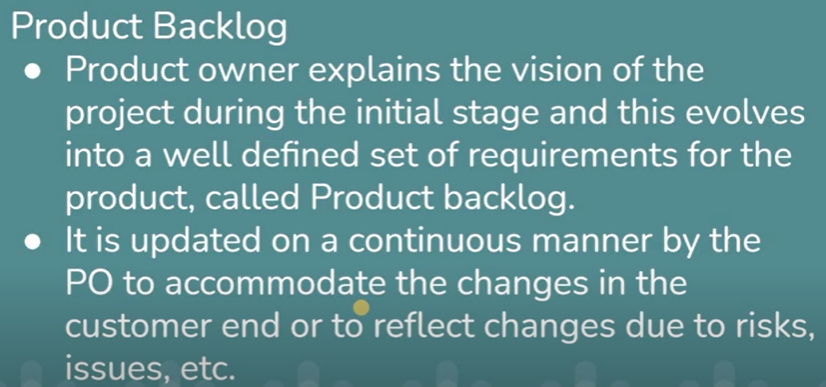 Product Backlog
● Product owner explains the vision of the
project during the initial stage and this evolves
into a well defined set of requirements for the
product, called Product backlog.
● It is updated on a continuous manner by the
PO to accommodate the changes in the
customer end or to reflect changes due to risks,
issues, etc.